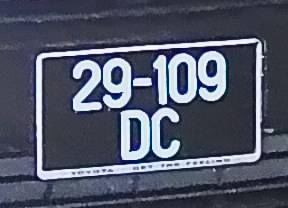 29-109
DC
TOYOTA - GET THE FEELING